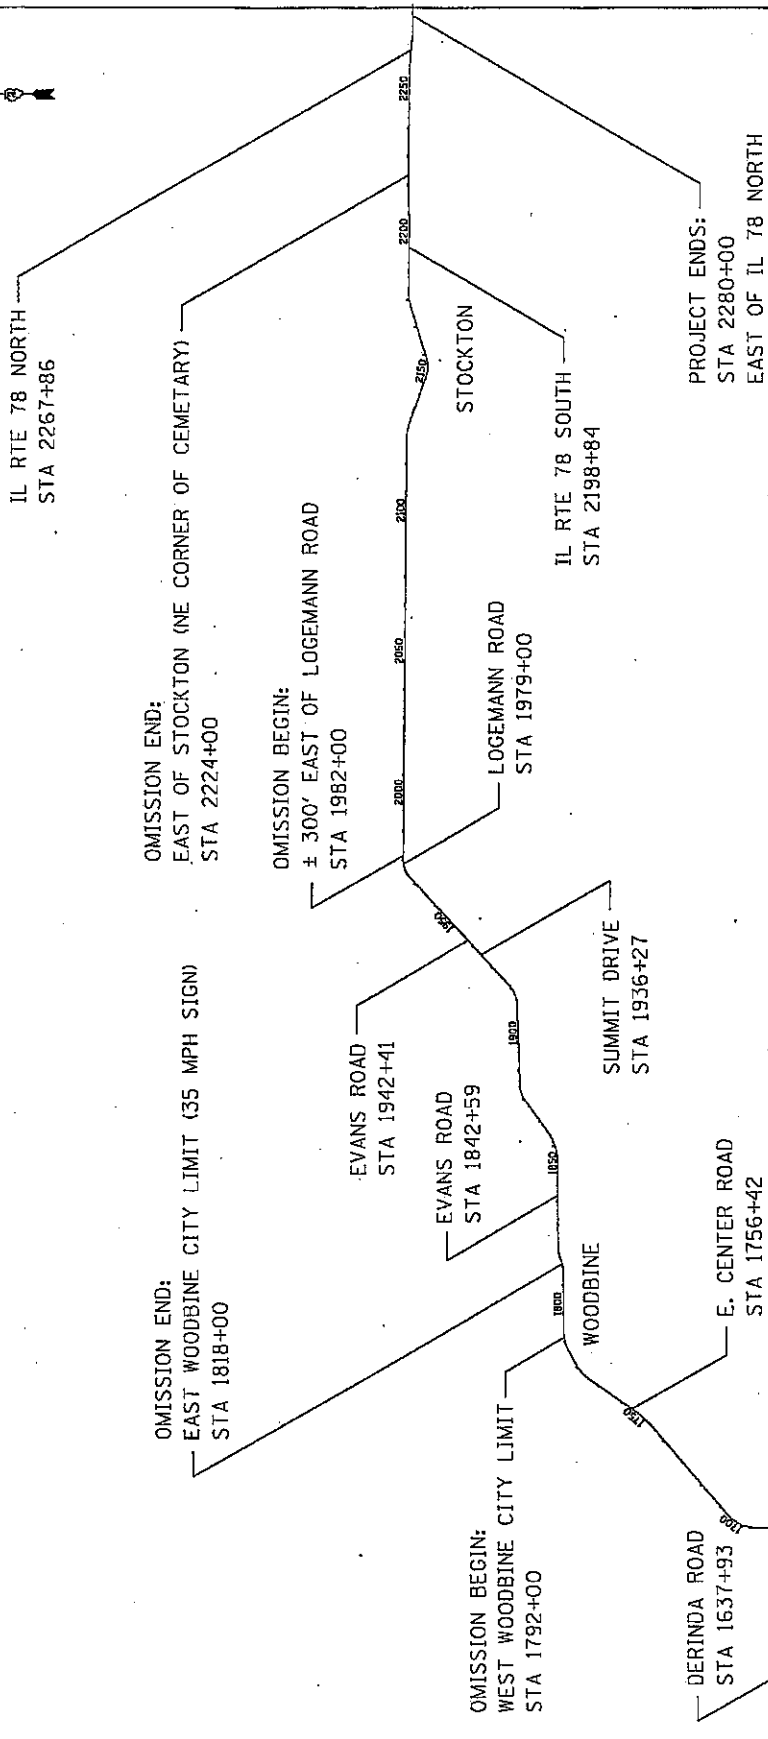 IL RTE 78 NORTH
STA 2267+86
OMISSION END:
EAST OF STOCKTON (NE CORNER OF CEMETARY)
STA 2224+00
OMISSION BEGIN:
± 300' EAST OF LOGEMANN ROAD
STA 1982+00
OMISSION END:
EAST WOODBINE CITY LIMIT (35 MPH SIGN)
STA 1818+00
EVANS ROAD
STA 1942+41
EVANS ROAD
STA 1842+59
OMISSION BEGIN:
WEST WOODBINE CITY LIMIT
STA 1792+00
DERINDA ROAD
STA 1637+93
1700
1750
1800
1850
1900
1950
2000
2050
2100
2150
2200
2250
WOODBINE
STOCKTON
E. CENTER ROAD
STA 1756+42
SUMMIT DRIVE
STA 1936+27
LOGEMANN ROAD
STA 1979+00
IL RTE 78 SOUTH
STA 2198+84
PROJECT ENDS:
STA 2280+00
EAST OF IL 78 NORTH